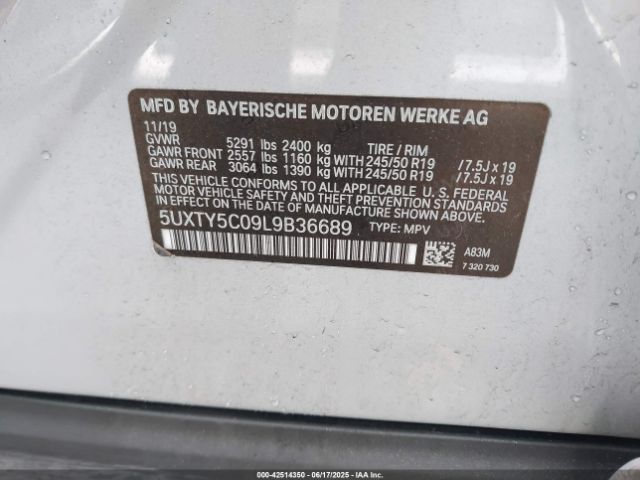 MFD BY BAYERISCHE MOTOREN WERKE AG
11/19
GVWR 5291 lbs 2400 kg TIRE / RIM
GAWR FRONT 2557 lbs 1160 kg WITH 245/50 R19 /7.5J x 19
GAWR REAR 3064 lbs 1390 kg WITH 245/50 R19 /7.5J x 19
THIS VEHICLE CONFORMS TO ALL APPLICABLE U. S. FEDERAL
MOTOR VEHICLE SAFETY AND THEFT PREVENTION STANDARDS
IN EFFECT ON THE DATE OF MANUFACTURE SHOWN ABOVE.
5UXTY5C09L9B36689 TYPE: MPV
A83M
7 320 730
000-42514350 | 06/17/2025 | IAA